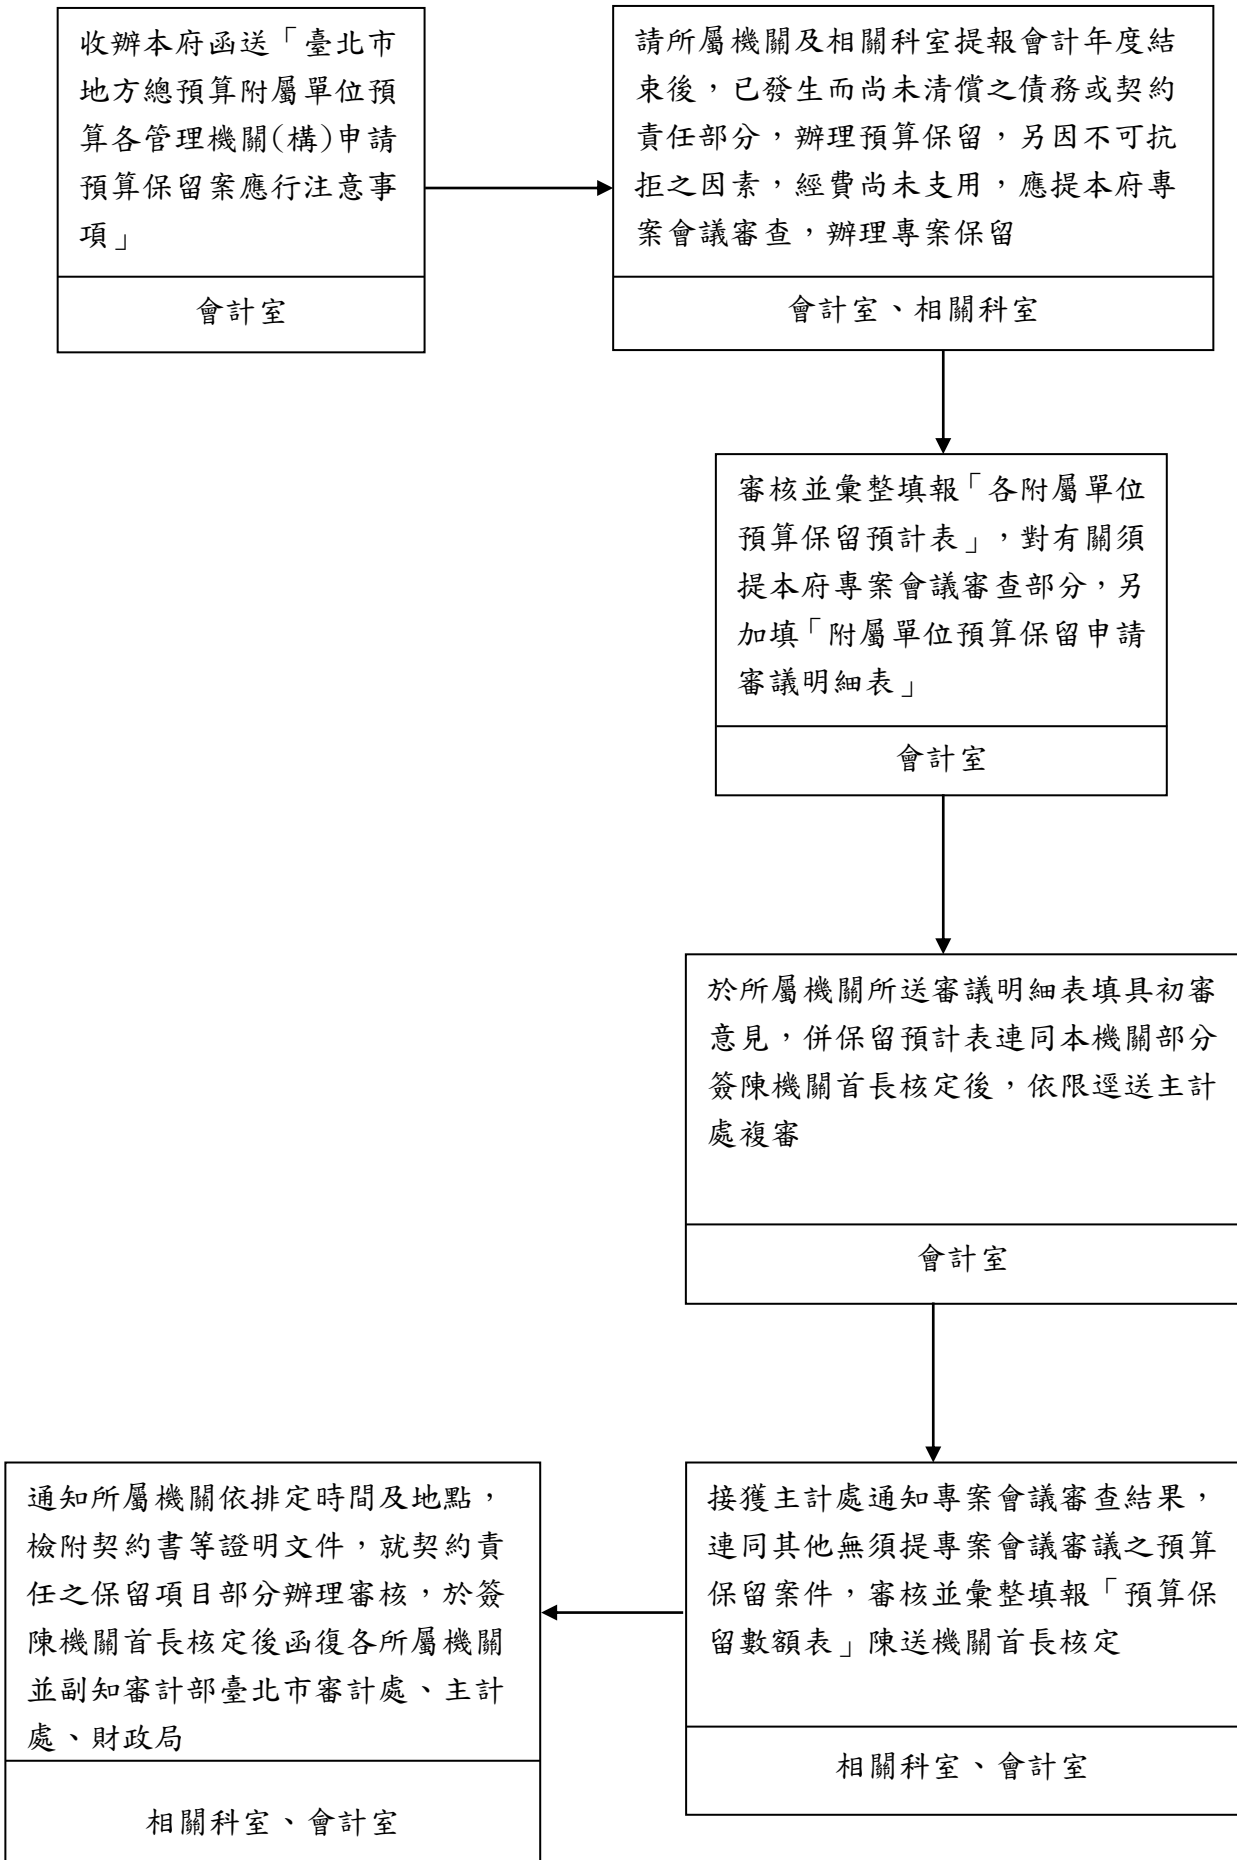 收辦本府函送「臺北市
地方總預算附屬單位預
算各管理機關(構)申請
預算保留案應行注意事
項」
會計室
請所屬機關及相關科室提報會計年度結
束後，已發生而尚未清償之債務或契約
責任部分，辦理預算保留，另因不可抗
拒之因素，經費尚未支用，應提本府專
案會議審查，辦理專案保留
會計室、相關科室
審核並彙整填報「各附屬單位
預算保留預計表」，對有關須
提本府專案會議審查部分，另
加填「附屬單位預算保留申請
審議明細表」
會計室
於所屬機關所送審議明細表填具初審
意見，併保留預計表連同本機關部分
簽陳機關首長核定後，依限逕送主計
處複審
會計室
接獲主計處通知專案會議審查結果，
連同其他無須提專案會議審議之預算
保留案件，審核並彙整填報「預算保
留數額表」陳送機關首長核定
相關科室、會計室
通知所屬機關依排定時間及地點，
檢附契約書等證明文件，就契約責
任之保留項目部分辦理審核，於簽
陳機關首長核定後函復各所屬機關
並副知審計部臺北市審計處、主計
處、財政局
相關科室、會計室